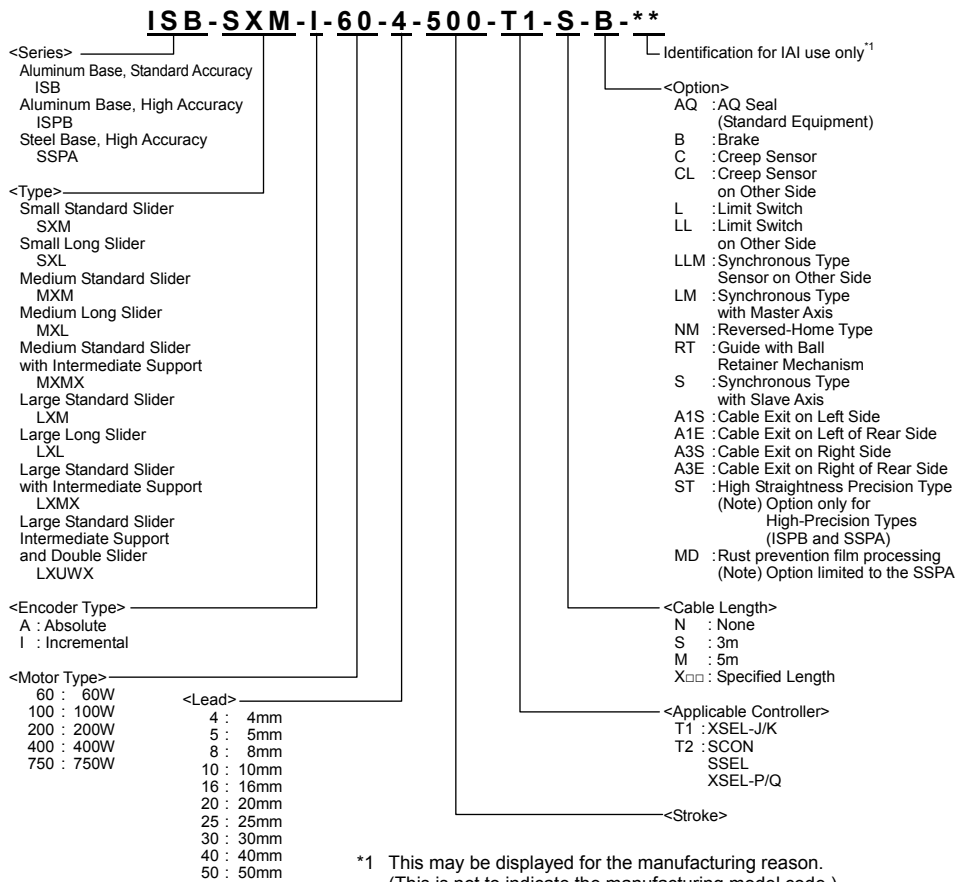 ISB-SXM-I-60-4-500-T1-S-B-**
<Series>
Aluminum Base, Standard Accuracy
ISB
Aluminum Base, High Accuracy
ISPB
Steel Base, High Accuracy
SSPA
<Type>
Small Standard Slider
SXM
Small Long Slider
SXL
Medium Standard Slider
MXM
Medium Long Slider
MXL
Medium Standard Slider
with Intermediate Support
MXMX
Large Standard Slider
LXM
Large Long Slider
LXL
Large Standard Slider
with Intermediate Support
LXMX
Large Standard Slider
Intermediate Support
and Double Slider
LXUWX
<Encoder Type>
A : Absolute
I : Incremental
<Motor Type>
60 : 60W
100 : 100W
200 : 200W
400 : 400W
750 : 750W
<Lead>
4 : 4mm
5 : 5mm
8 : 8mm
10 : 10mm
16 : 16mm
20 : 20mm
25 : 25mm
30 : 30mm
40 : 40mm
50 : 50mm
Identification for IAI use only*1
<Option>
AQ : AQ Seal
(Standard Equipment)
B : Brake
C : Creep Sensor
CL : Creep Sensor
on Other Side
L : Limit Switch
LL : Limit Switch
on Other Side
LLM : Synchronous Type
Sensor on Other Side
LM : Synchronous Type
with Master Axis
NM : Reversed-Home Type
RT : Guide with Ball
Retainer Mechanism
S : Synchronous Type
with Slave Axis
A1S : Cable Exit on Left Side
A1E : Cable Exit on Left of Rear Side
A3S : Cable Exit on Right Side
A3E : Cable Exit on Right of Rear Side
ST : High Straightness Precision Type
(Note) Option only for
High-Precision Types
(ISPB and SSPA)
MD : Rust prevention film processing
(Note) Option limited to the SSPA
<Cable Length>
N : None
S : 3m
M : 5m
X□□ : Specified Length
<Applicable Controller>
T1 : XSEL-J/K
T2 : SCON
SSEL
XSEL-P/Q
<Stroke>
*1 This may be displayed for the manufacturing reason.
(This is not to indicate the manufacturing model code.)